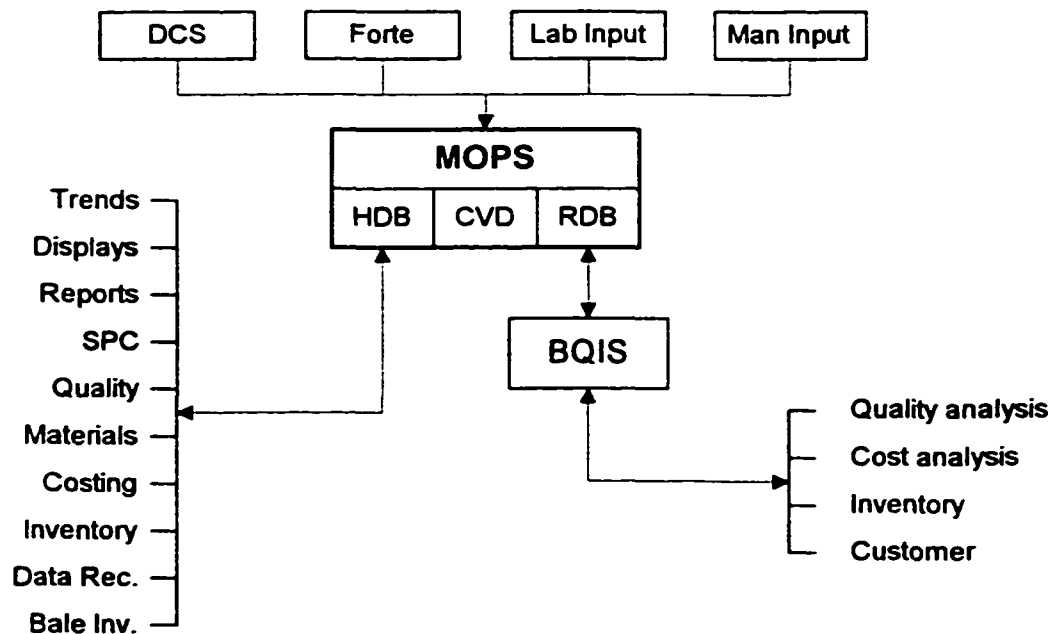 DCS
Forte
Lab Input
Man Input
MOPS
HDB
CVD
RDB
Trends
Displays
Reports
SPC
Quality
Materials
Costing
Inventory
Data Rec.
Bale Inv.
BQIS
Quality analysis
Cost analysis
Inventory
Customer